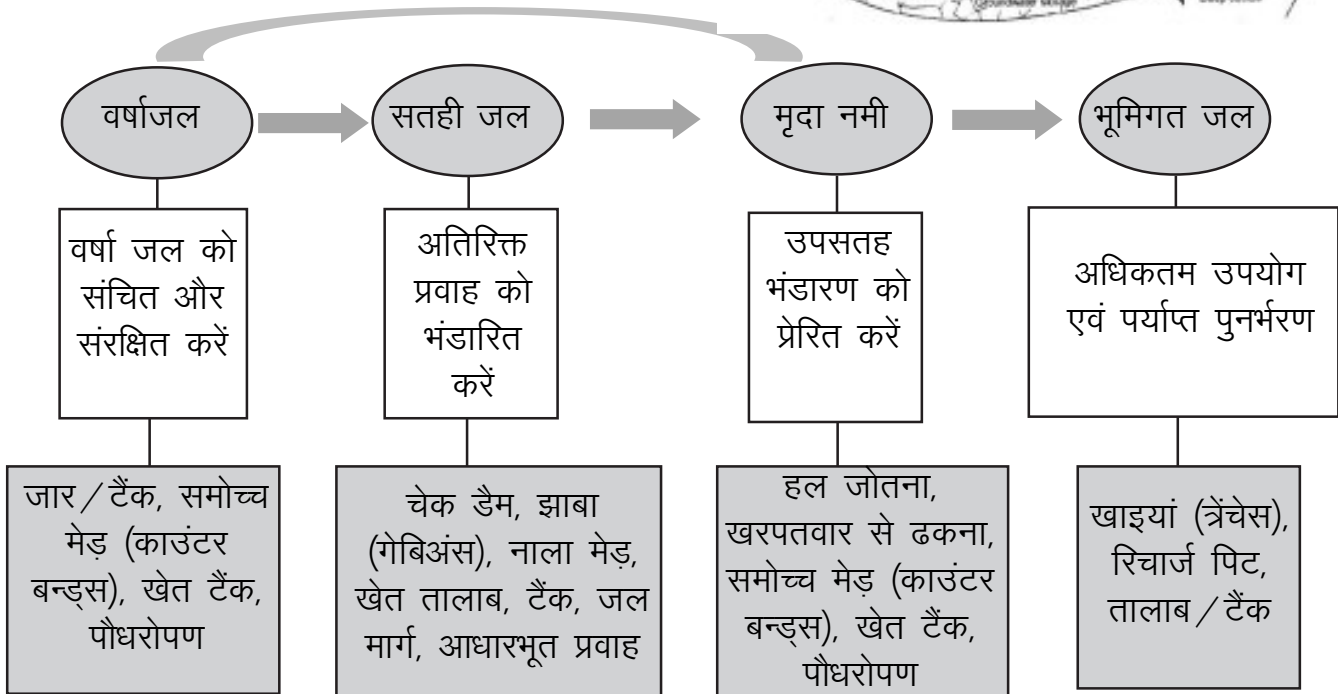 Groundwater storage
वर्षाजल
सतही जल
मृदा नमी
भूमिगत जल
वर्षा जल को
संचित और
संरक्षित करें
अतिरिक्त
प्रवाह को
भंडारित
करें
उपसतह
भंडारण को
प्रेरित करें
अधिकतम उपयोग
एवं पर्याप्त पुनर्भरण
जार/टैंक, समोच्च
मेड़ (काउंटर
बन्ड्स), खेत टैंक,
पौधरोपण
चेक डैम, झाबा
(गेबिअंस), नाला मेड़,
खेत तालाब, टैंक, जल
मार्ग, आधारभूत प्रवाह
हल जोतना,
खरपतवार से ढकना,
समोच्च मेड़ (काउंटर
बन्ड्स), खेत टैंक,
पौधरोपण
खाइयां (त्रेंचेस),
रिचार्ज पिट,
तालाब/टैंक